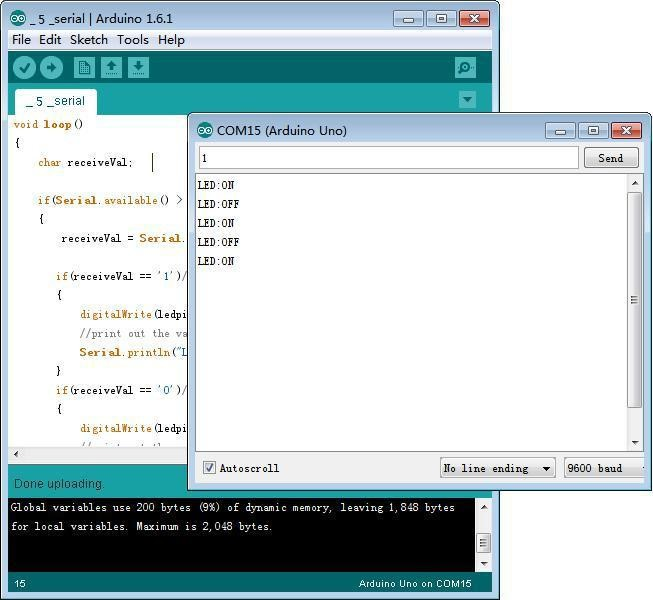 _ 5 _serial | Arduino 1.6.1
File Edit Sketch Tools Help
_ 5 _serial
void loop()
{
char receiveVal;
if(Serial.available() >
{
receiveVal = Serial.
if(receiveVal == '1')/
{
digitalWrite(ledpi
//print out the va
Serial.println("L
}
if(receiveVal == '0')/
{
digitalWrite(ledpi
COM15 (Arduino Uno)
1
Send
LED:ON
LED:OFF
LED:ON
LED:OFF
LED:ON
Autoscroll
No line ending
9600 baud
Done uploading.
Global variables use 200 bytes (9%) of dynamic memory, leaving 1,848 bytes
for local variables. Maximum is 2,048 bytes.
15
Arduino Uno on COM15